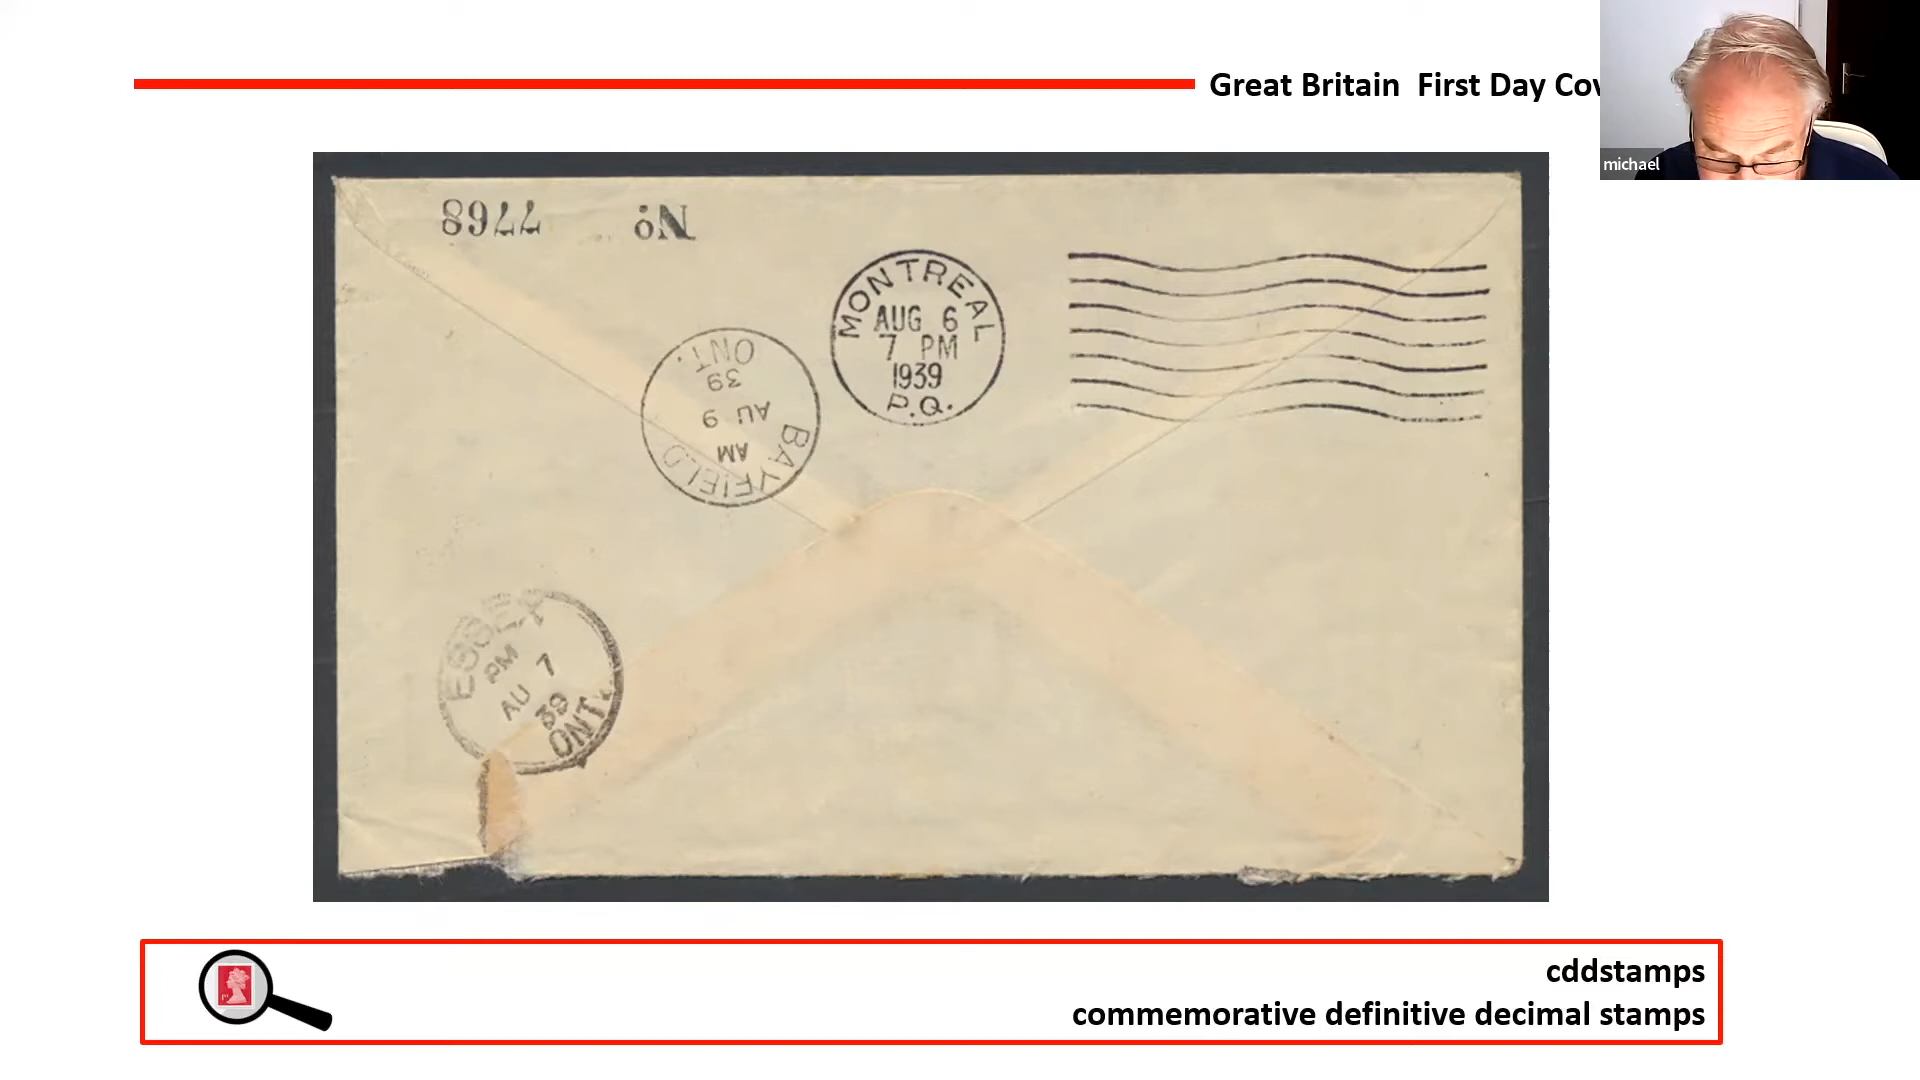 Great Britain  First Day Cov
michael
7768 No
MONTREAL
AUG 6
7 PM
1939
P.Q.
BAYFIELD
AM
AU 9
39
ONT.
ESSEX
PM
AU 7
39
ONT.
cddstamps
commemorative definitive decimal stamps